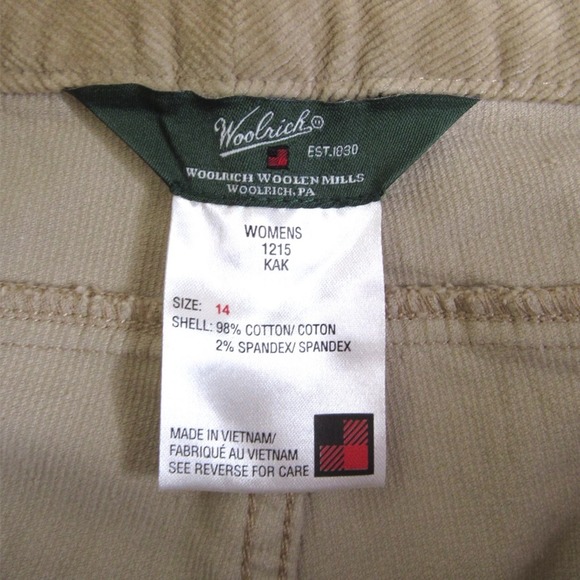 Woolrich
EST.1830
WOOLRICH WOOLEN MILLS
WOOLRICH, PA
WOMENS
1215
KAK
SIZE: 14
SHELL: 98% COTTON/ COTON
2% SPANDEX/ SPANDEX
MADE IN VIETNAM/
FABRIQUÉ AU VIETNAM
SEE REVERSE FOR CARE